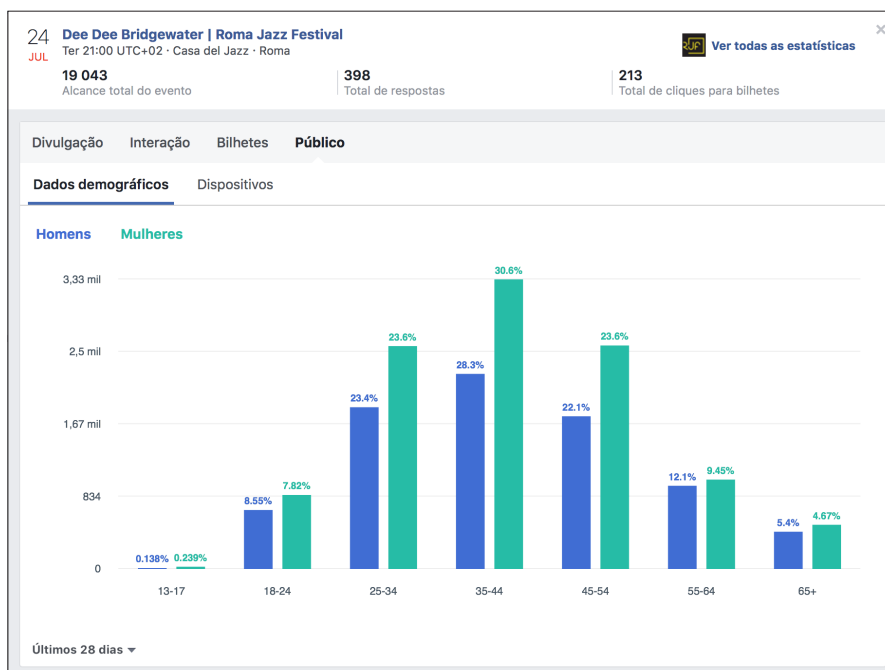 24
JUL
Dee Dee Bridgewater | Roma Jazz Festival
Ter 21:00 UTC+02 · Casa del Jazz · Roma
RJF
Ver todas as estatísticas
×
19 043
Alcance total do evento
398
Total de respostas
213
Total de cliques para bilhetes
Divulgação Interação Bilhetes Público
Dados demográficos Dispositivos
Homens Mulheres
3,33 mil
2,5 mil
1,67 mil
834
0
0.138% 0.239%
8.55% 7.82%
23.4% 23.6%
28.3% 30.6%
22.1% 23.6%
12.1% 9.45%
5.4% 4.67%
13-17 18-24 25-34 35-44 45-54 55-64 65+
Últimos 28 dias